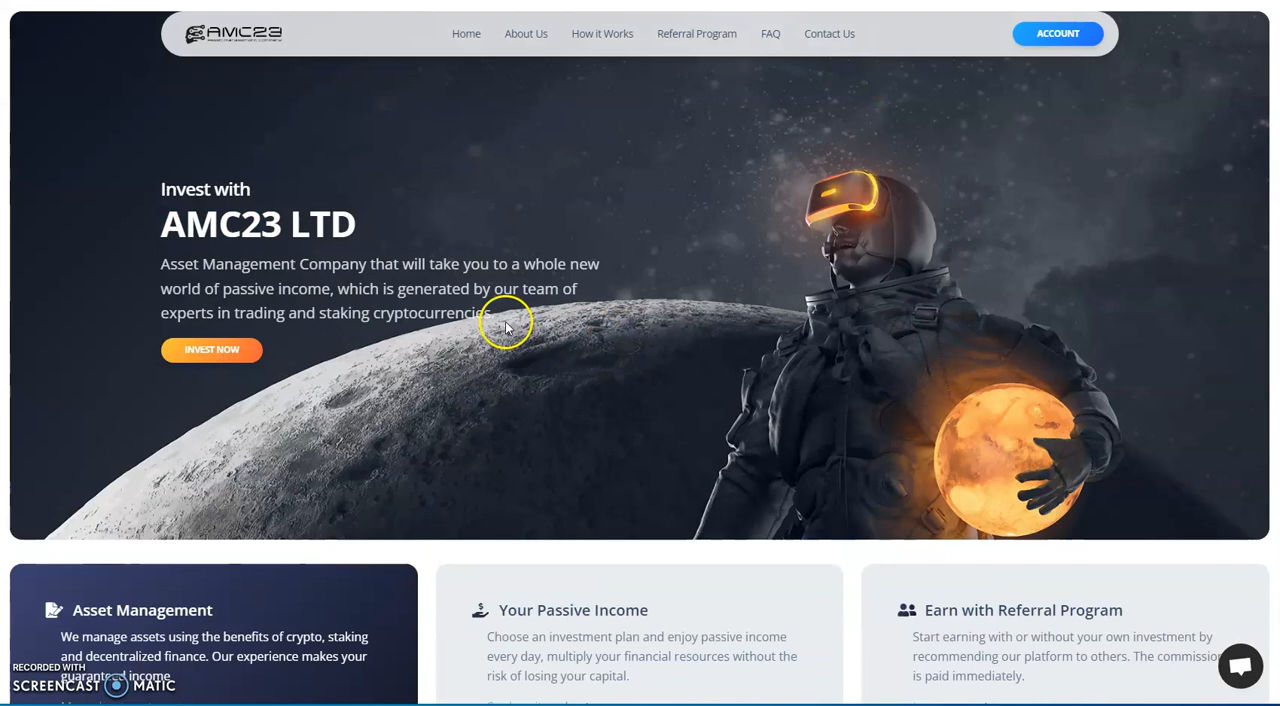 AMC23
Home About Us How it Works Referral Program FAQ Contact Us ACCOUNT
Invest with
AMC23 LTD
Asset Management Company that will take you to a whole new
world of passive income, which is generated by our team of
experts in trading and staking cryptocurrencies.
INVEST NOW
Asset Management
We manage assets using the benefits of crypto, staking
and decentralized finance. Our experience makes your
guaranteed income
Your Passive Income
Choose an investment plan and enjoy passive income
every day, multiply your financial resources without the
risk of losing your capital.
Earn with Referral Program
Start earning with or without your own investment by
recommending our platform to others. The commission
is paid immediately.
RECORDED WITH
SCREENCAST MATIC